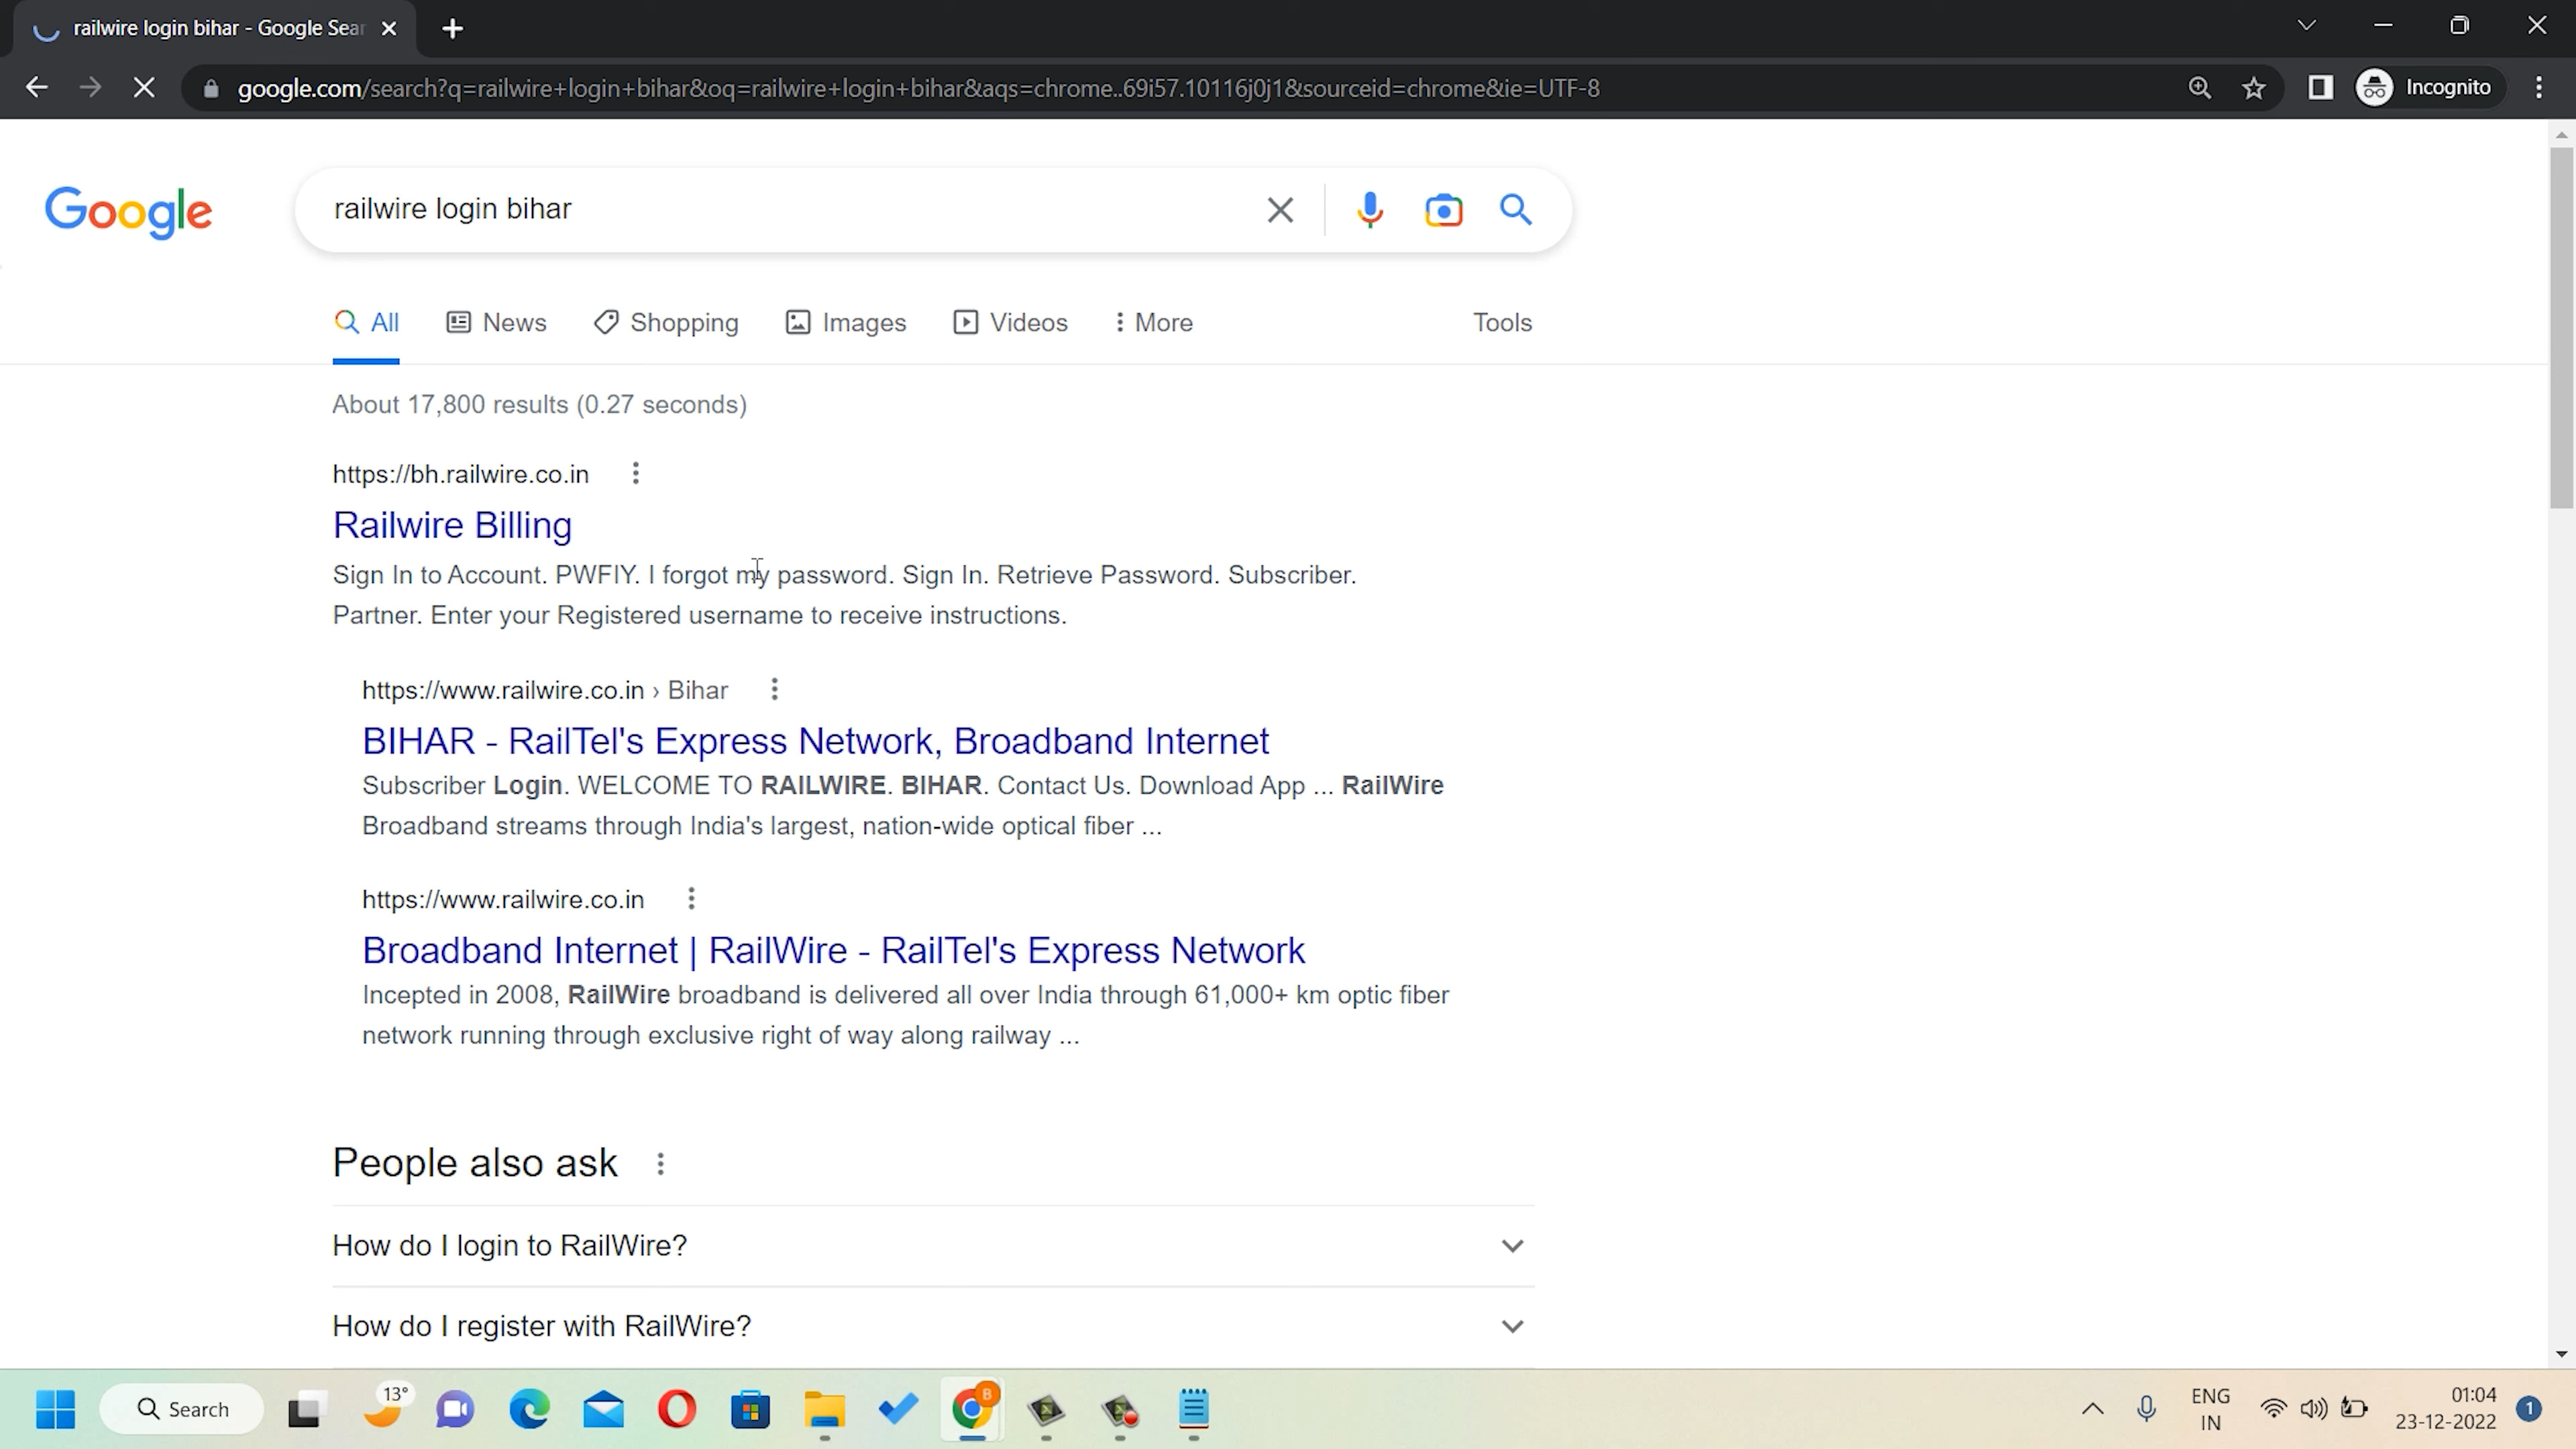 railwire login bihar - Google Sear
google.com/search?q=railwire+login+bihar&oq=railwire+login+bihar&aqs=chrome..69i57.10116j0j1&sourceid=chrome&ie=UTF-8
Incognito
Google
railwire login bihar
All News Shopping Images Videos More Tools
About 17,800 results (0.27 seconds)
https://bh.railwire.co.in
Railwire Billing
Sign In to Account. PWFIY. I forgot my password. Sign In. Retrieve Password. Subscriber.
Partner. Enter your Registered username to receive instructions.
https://www.railwire.co.in › Bihar
BIHAR - RailTel's Express Network, Broadband Internet
Subscriber Login. WELCOME TO RAILWIRE. BIHAR. Contact Us. Download App ... RailWire
Broadband streams through India's largest, nation-wide optical fiber ...
https://www.railwire.co.in
Broadband Internet | RailWire - RailTel's Express Network
Incepted in 2008, RailWire broadband is delivered all over India through 61,000+ km optic fiber
network running through exclusive right of way along railway ...
People also ask
How do I login to RailWire?
How do I register with RailWire?
Search
13°
B
ENG
IN
01:04
23-12-2022
1